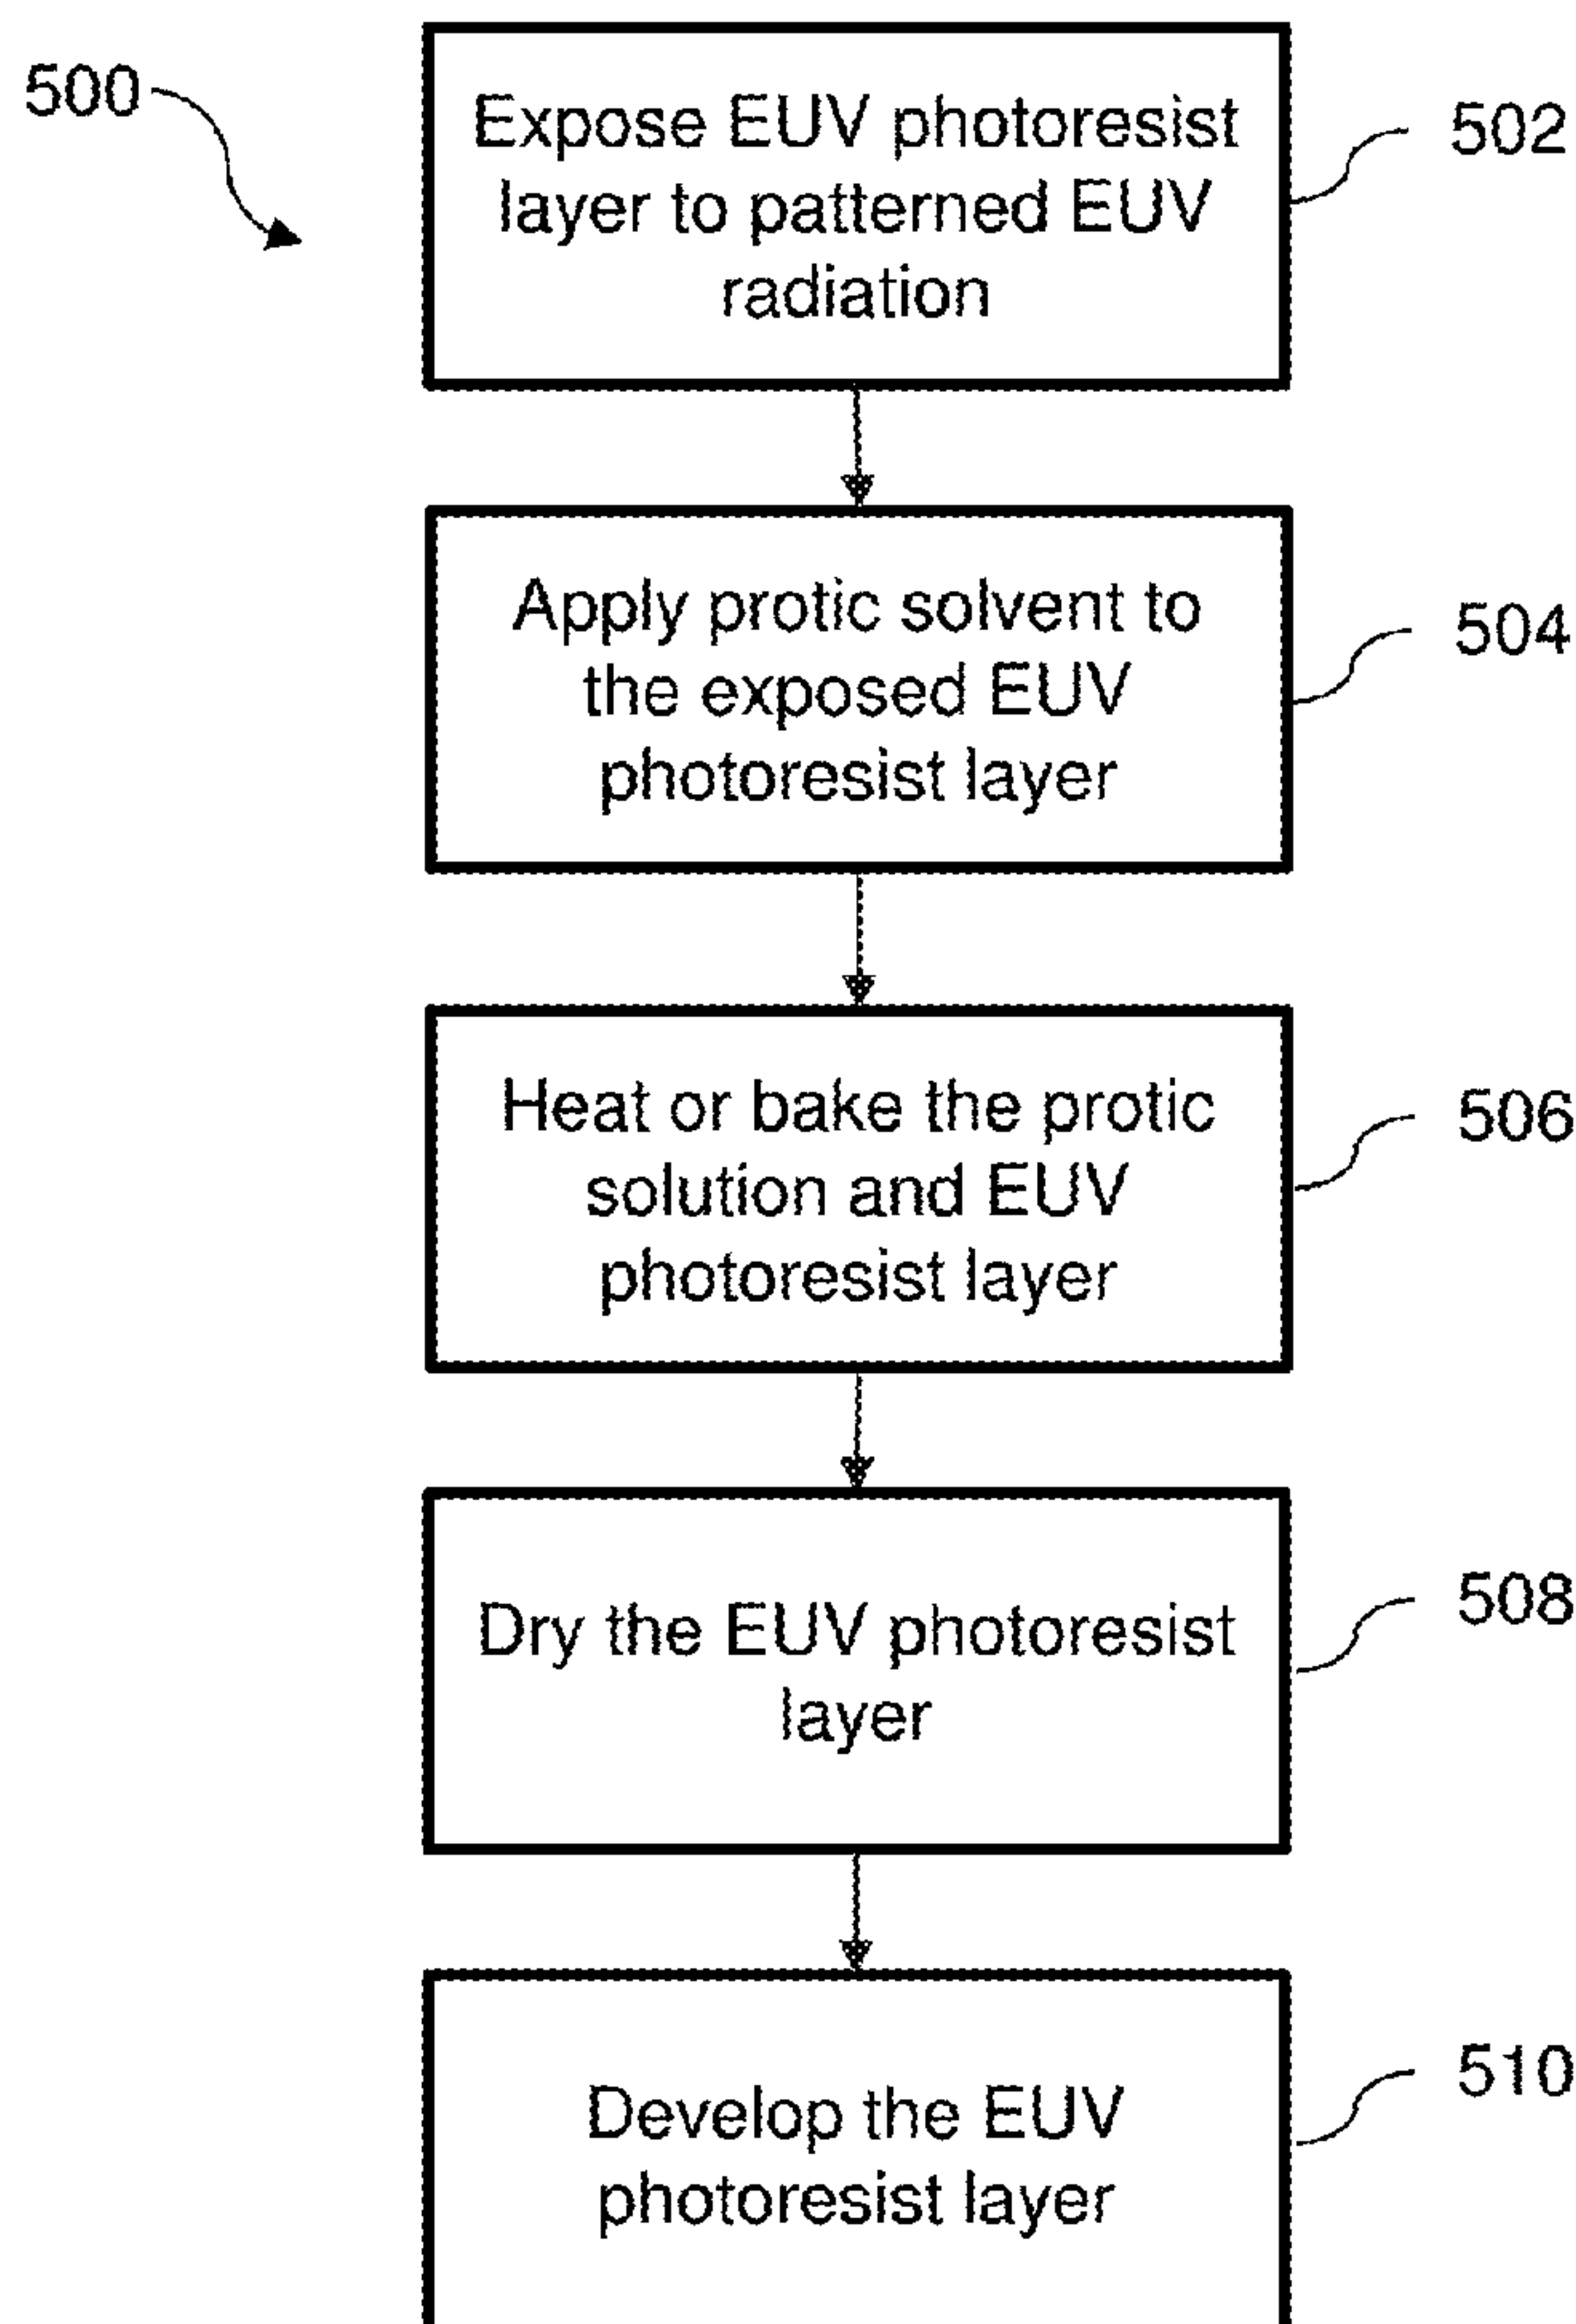 500
Expose EUV photoresist
layer to patterned EUV
radiation
502
Apply protic solvent to
the exposed EUV
photoresist layer
504
Heat or bake the protic
solution and EUV
photoresist layer
506
Dry the EUV photoresist
layer
508
Develop the EUV
photoresist layer
510